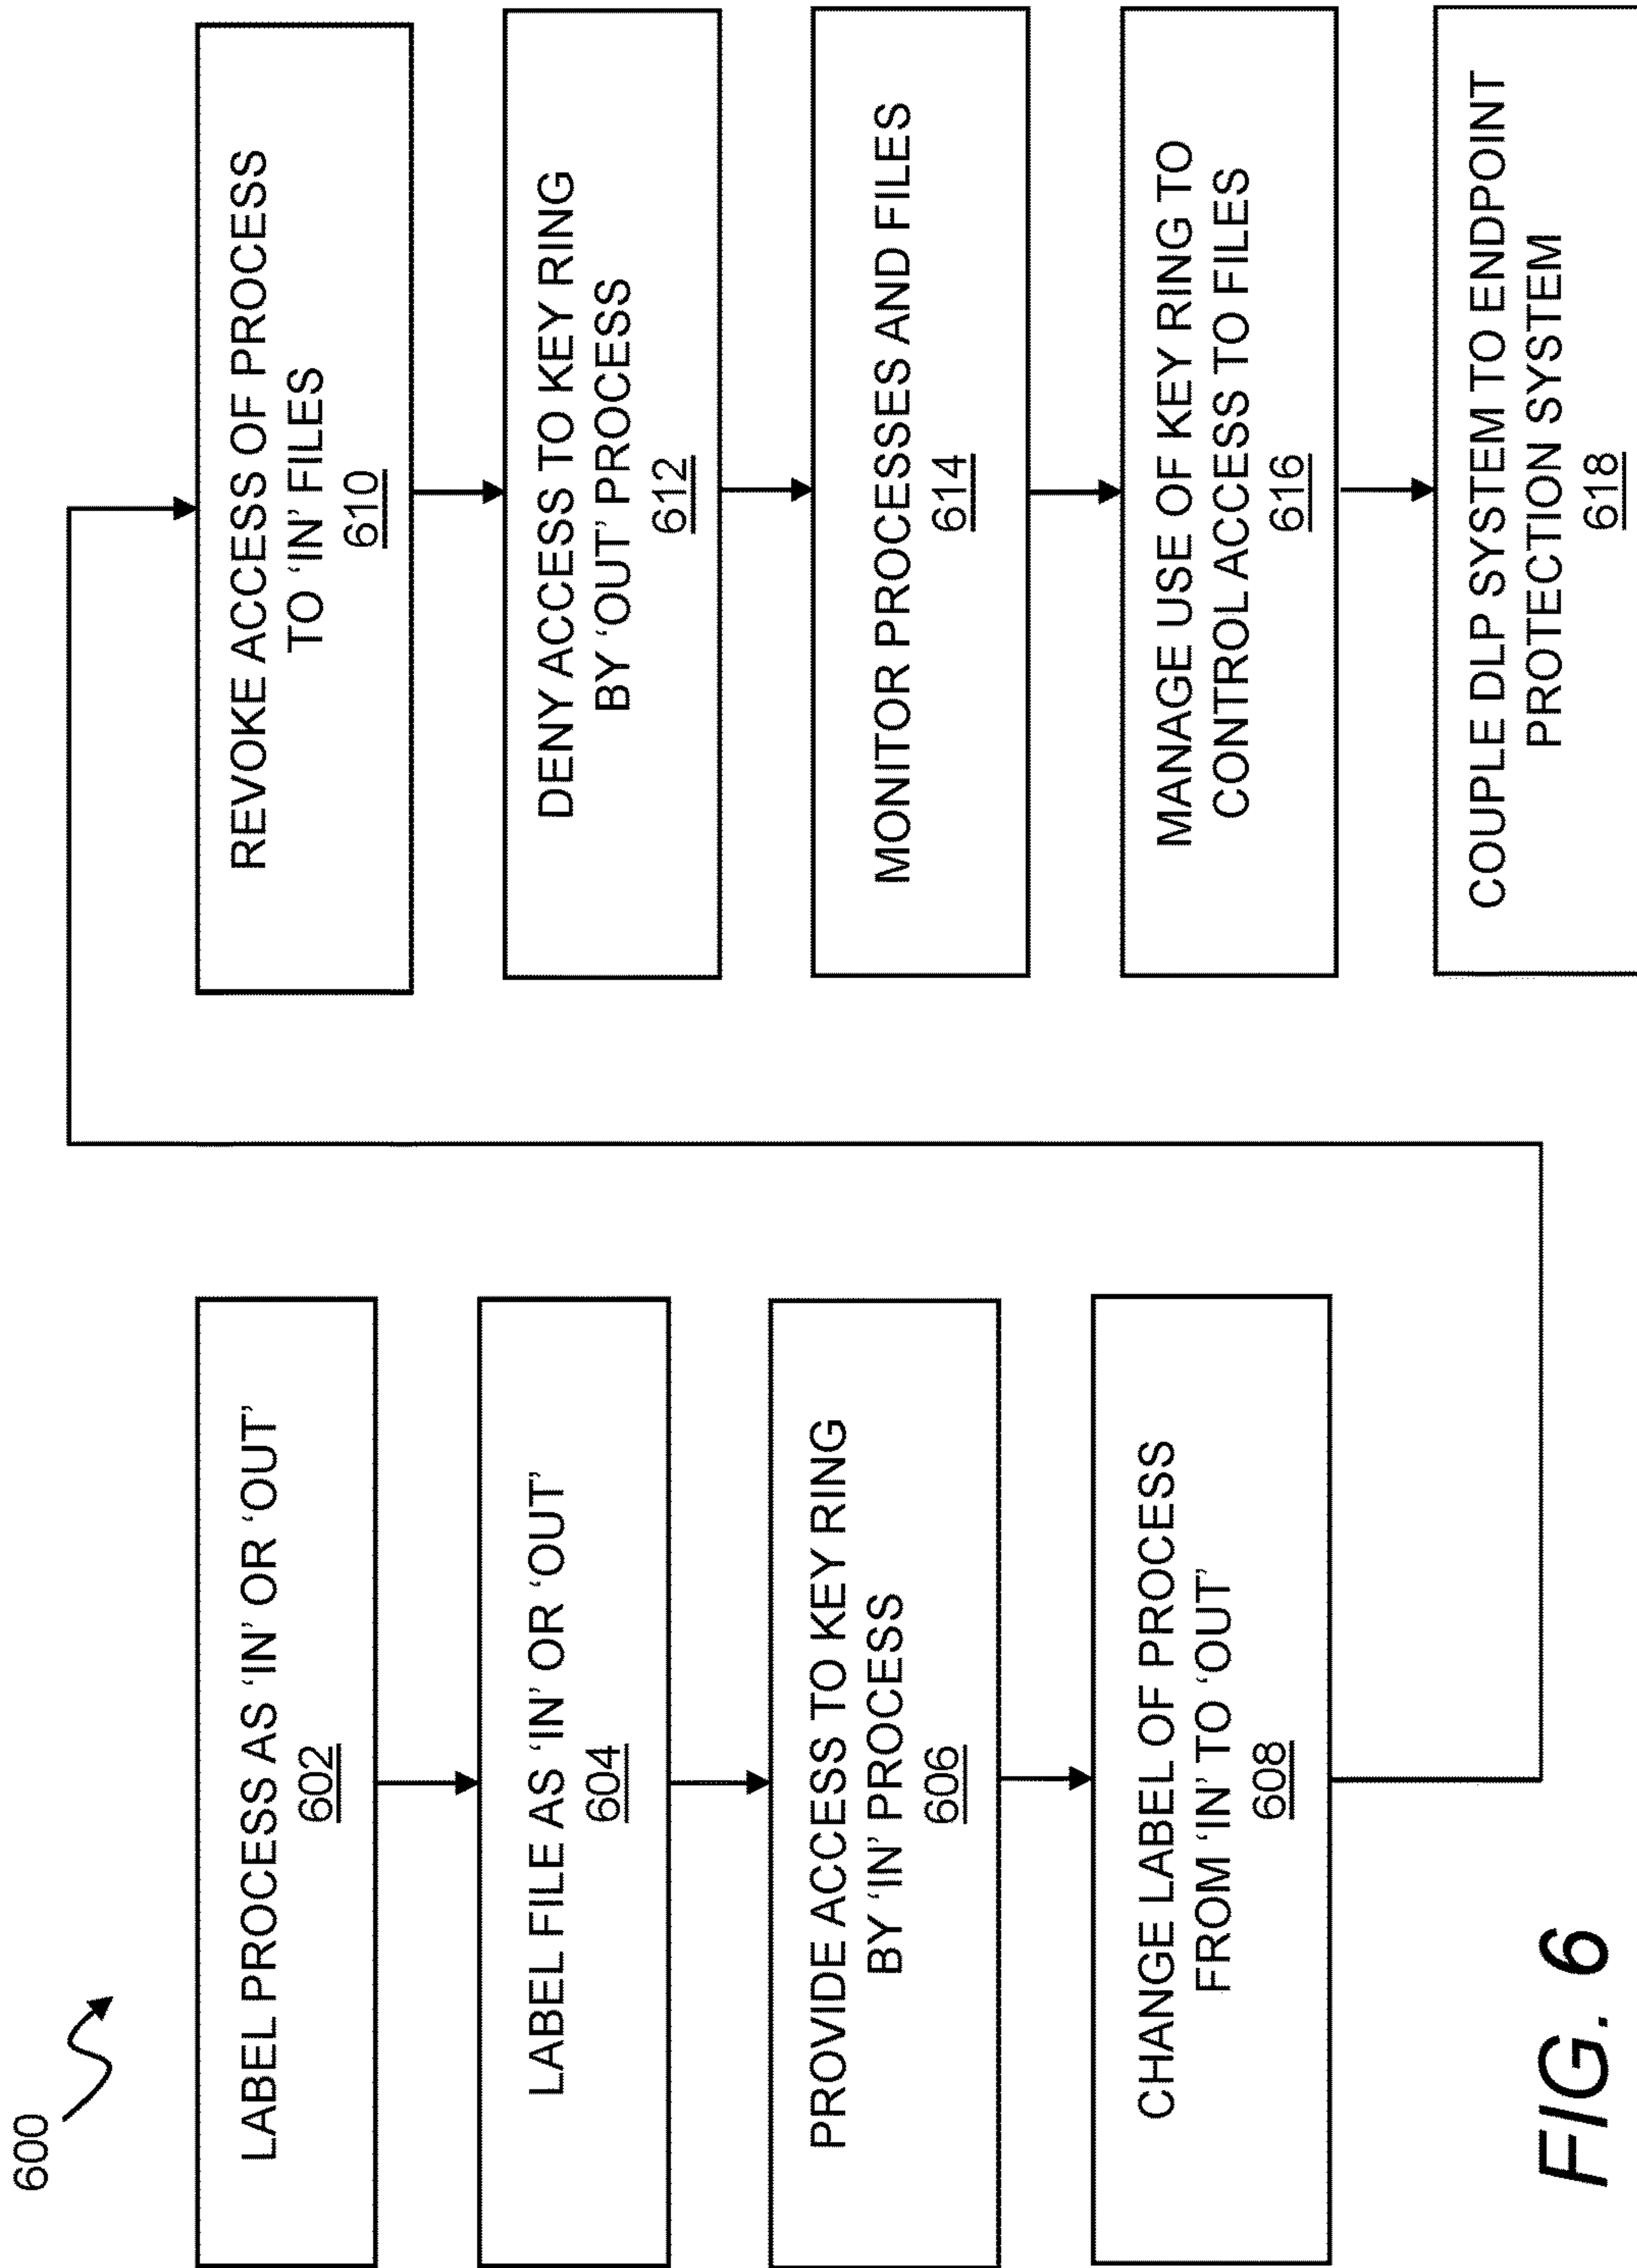 600
LABEL PROCESS AS ‘IN’ OR ‘OUT’
602
LABEL FILE AS ‘IN’ OR ‘OUT’
604
PROVIDE ACCESS TO KEY RING
BY ‘IN’ PROCESS
606
CHANGE LABEL OF PROCESS
FROM ‘IN’ TO ‘OUT’
608
REVOKE ACCESS OF PROCESS
TO ‘IN’ FILES
610
DENY ACCESS TO KEY RING
BY ‘OUT’ PROCESS
612
MONITOR PROCESSES AND FILES
614
MANAGE USE OF KEY RING TO
CONTROL ACCESS TO FILES
616
COUPLE DLP SYSTEM TO ENDPOINT
PROTECTION SYSTEM
618
FIG. 6